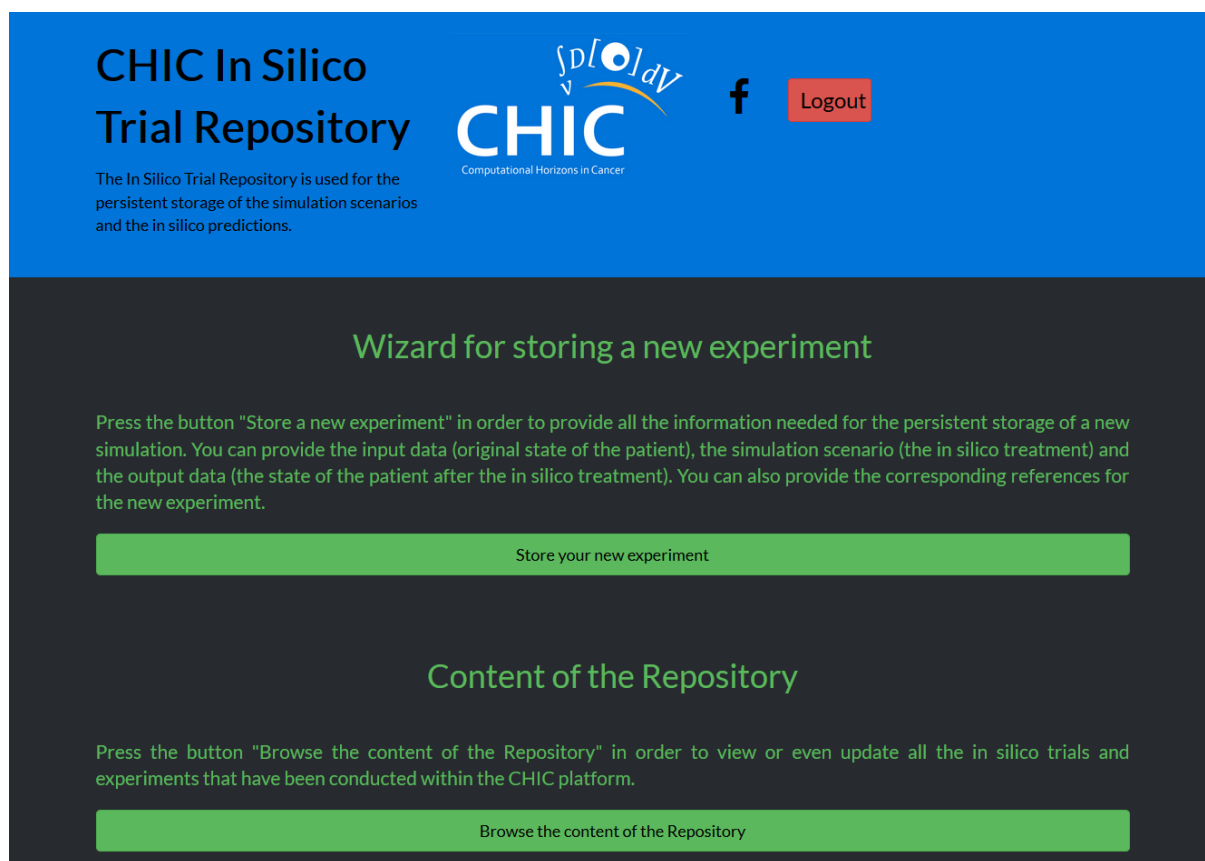 CHIC In Silico
Trial Repository
The In Silico Trial Repository is used for the
persistent storage of the simulation scenarios
and the in silico predictions.
∫D[O]dV
v
CHIC
Computational Horizons in Cancer
f
Logout
Wizard for storing a new experiment
Press the button "Store a new experiment" in order to provide all the information needed for the persistent storage of a new
simulation. You can provide the input data (original state of the patient), the simulation scenario (the in silico treatment) and
the output data (the state of the patient after the in silico treatment). You can also provide the corresponding references for
the new experiment.
Store your new experiment
Content of the Repository
Press the button "Browse the content of the Repository" in order to view or even update all the in silico trials and
experiments that have been conducted within the CHIC platform.
Browse the content of the Repository